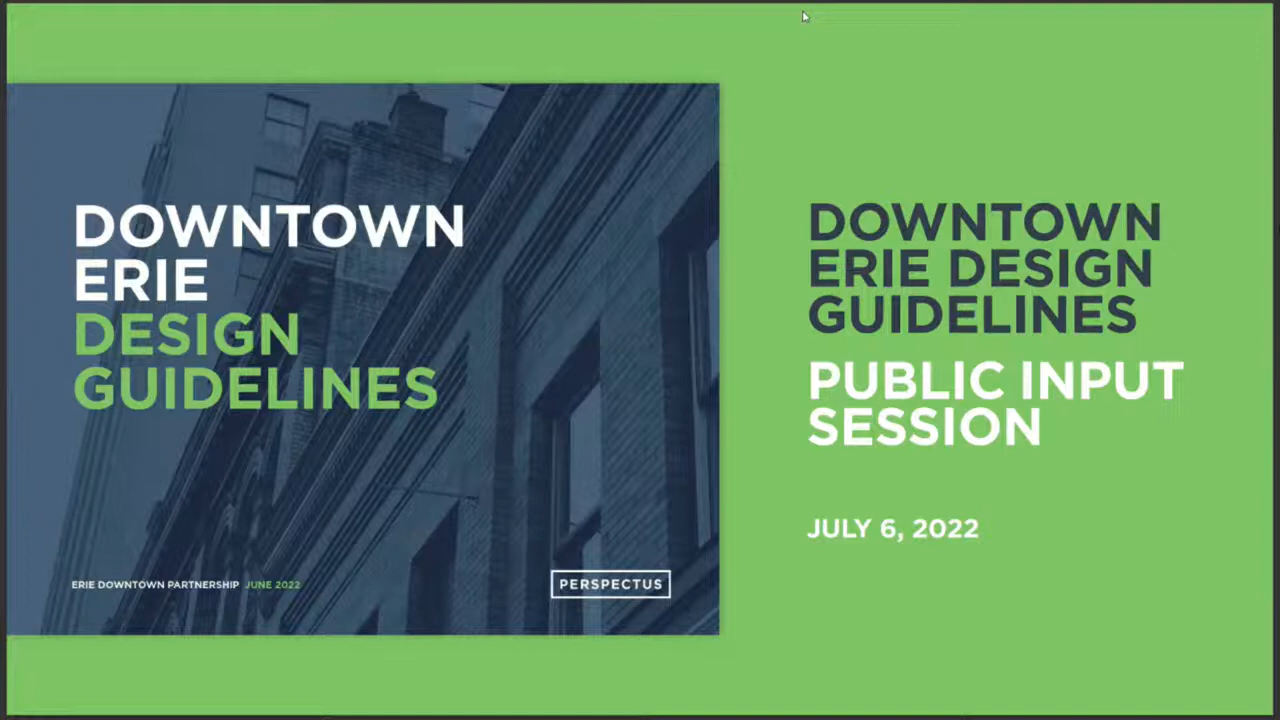 DOWNTOWN
ERIE
DESIGN
GUIDELINES
ERIE DOWNTOWN PARTNERSHIP JUNE 2022
PERSPECTUS
DOWNTOWN
ERIE DESIGN
GUIDELINES
PUBLIC INPUT
SESSION
JULY 6, 2022